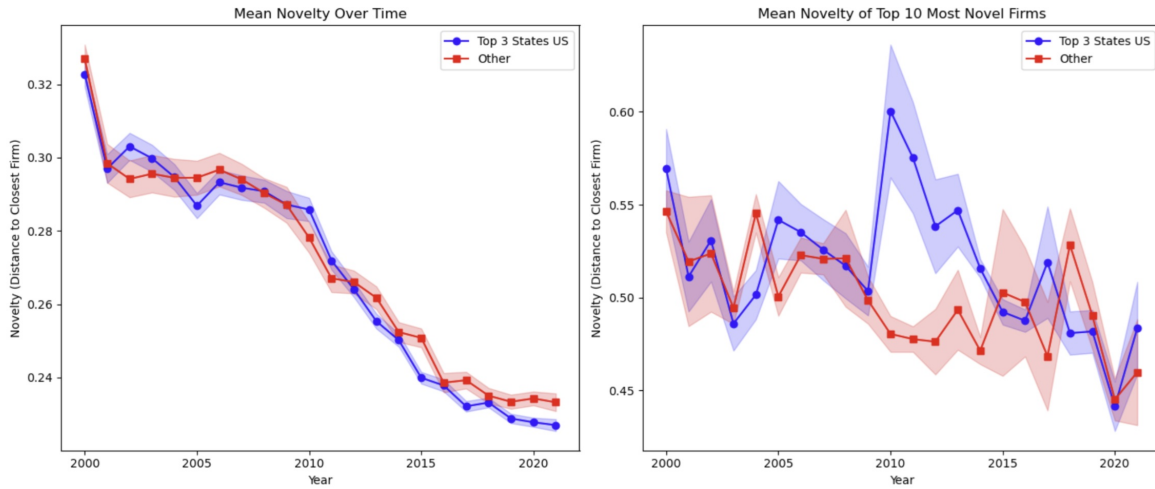 Mean Novelty Over Time
Novelty (Distance to Closest Firm)
0.32
0.30
0.28
0.26
0.24
Top 3 States US
Other
2000
2005
2010
2015
2020
Year
Mean Novelty of Top 10 Most Novel Firms
Novelty (Distance to Closest Firm)
0.60
0.55
0.50
0.45
Top 3 States US
Other
2000
2005
2010
2015
2020
Year